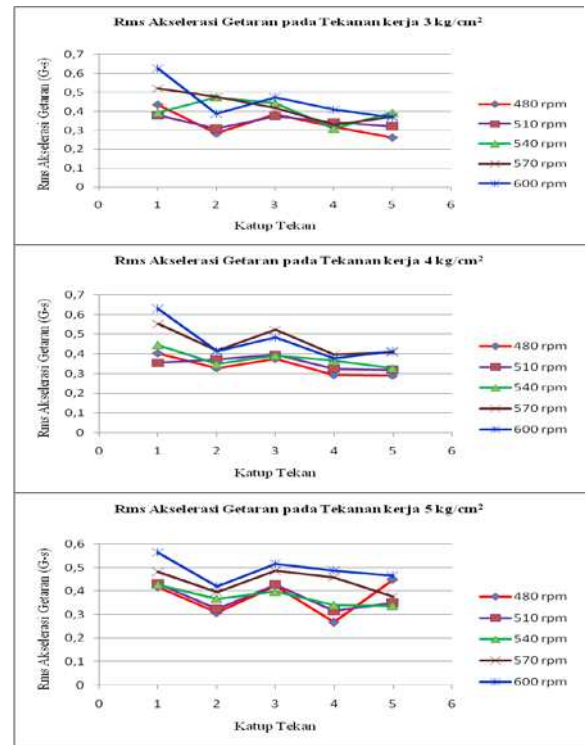 Rms Akselerasi Getaran pada Tekanan kerja 3 kg/cm²
Rms Akselerasi Getaran (G-s)
0,7
0,6
0,5
0,4
0,3
0,2
0,1
0
0 1 2 3 4 5 6
Katup Tekan
480 rpm
510 rpm
540 rpm
570 rpm
600 rpm
Rms Akselerasi Getaran pada Tekanan kerja 4 kg/cm²
Rms Akselerasi Getaran (G-s)
0,7
0,6
0,5
0,4
0,3
0,2
0,1
0
0 1 2 3 4 5 6
Katup Tekan
480 rpm
510 rpm
540 rpm
570 rpm
600 rpm
Rms Akselerasi Getaran pada Tekanan kerja 5 kg/cm²
Rms Akselerasi Getaran (G-s)
0,6
0,5
0,4
0,3
0,2
0,1
0
0 1 2 3 4 5 6
Katup Tekan
480 rpm
510 rpm
540 rpm
570 rpm
600 rpm